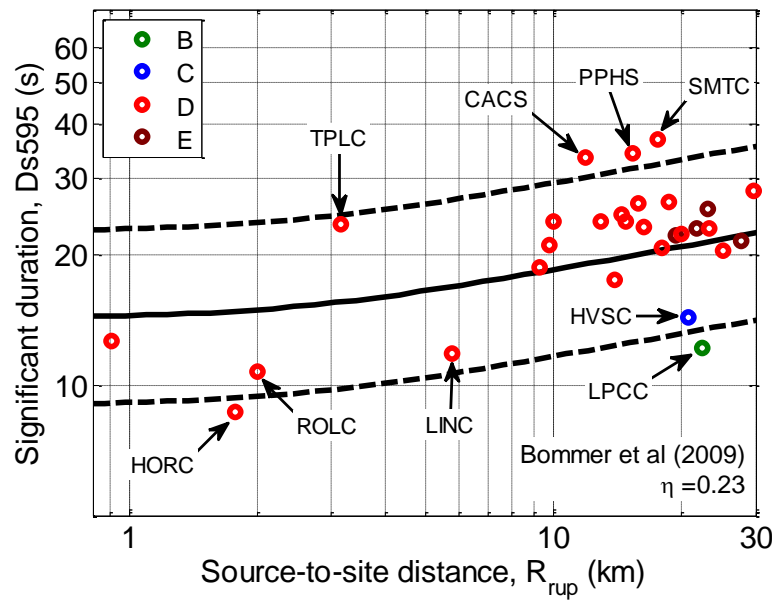 B
C
D
E
60
50
40
30
20
10
Significant duration, Ds595 (s)
TPLC
CACS
PPHS
SMTC
HVSC
LPCC
HORC
ROLC
LINC
Bommer et al (2009)
η =0.23
1
10
30
Source-to-site distance, R_rup (km)